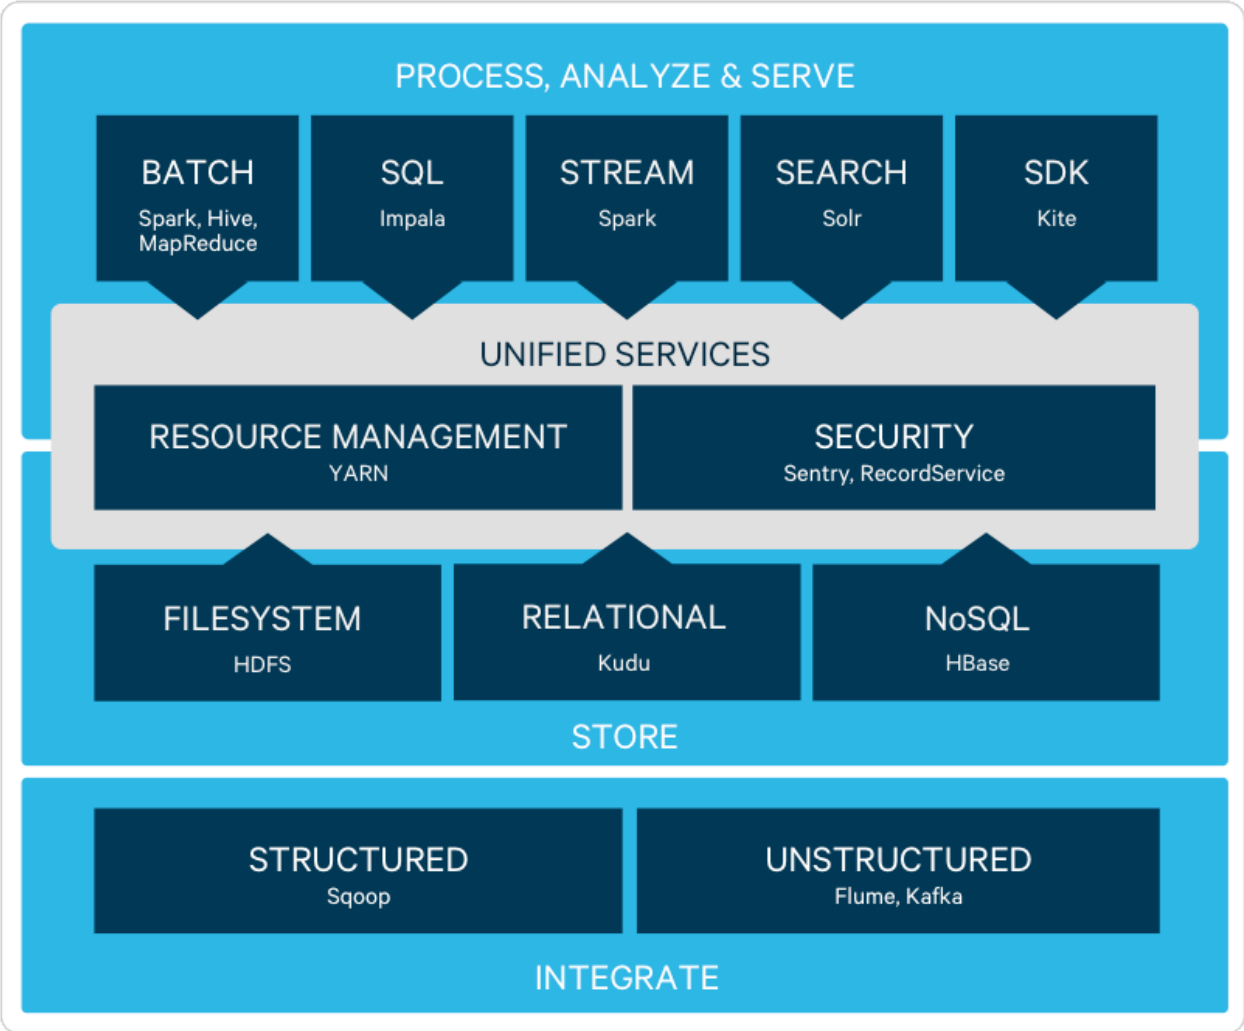 PROCESS, ANALYZE & SERVE
BATCH
Spark, Hive,
MapReduce
SQL
Impala
STREAM
Spark
SEARCH
Solr
SDK
Kite
UNIFIED SERVICES
RESOURCE MANAGEMENT
YARN
SECURITY
Sentry, RecordService
FILESYSTEM
HDFS
RELATIONAL
Kudu
NoSQL
HBase
STORE
STRUCTURED
Sqoop
UNSTRUCTURED
Flume, Kafka
INTEGRATE